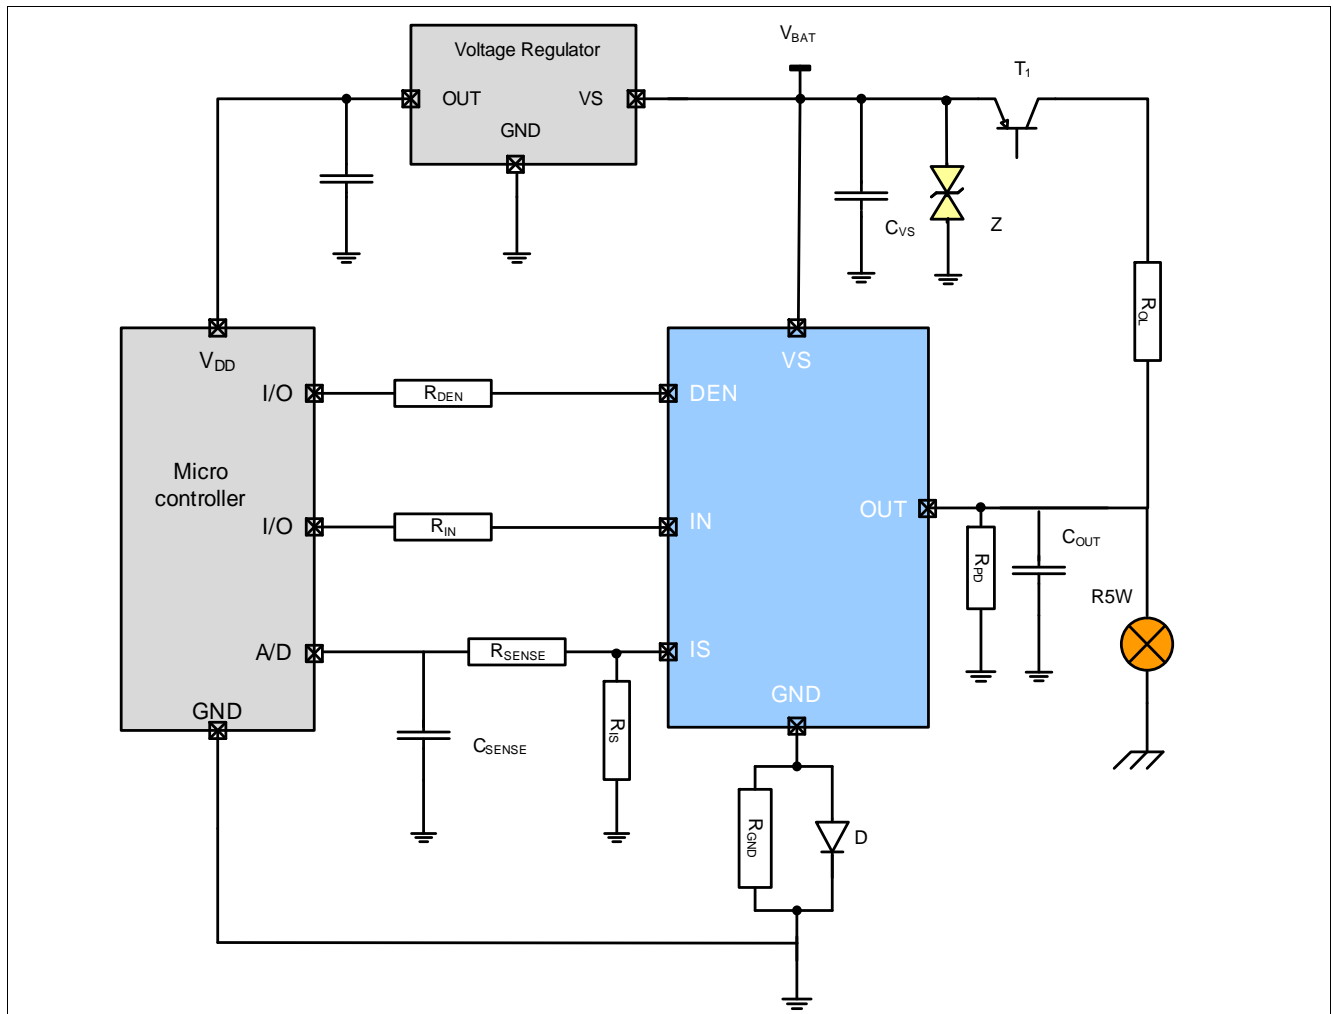 Voltage Regulator
OUT
VS
GND
VBAT
T1
CVS
Z
ROL
VDD
I/O
RDEN
DEN
VS
Micro
controller
I/O
RIN
IN
OUT
RPD
COUT
R5W
A/D
RSENSE
IS
GND
GND
CSENSE
RIS
RGND
D